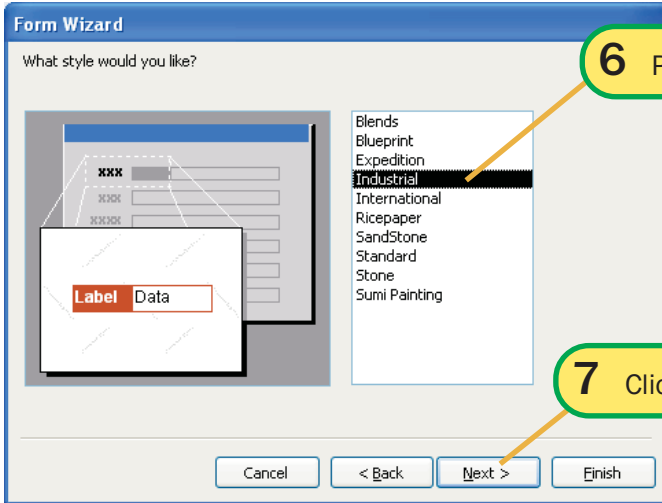 Form Wizard
What style would you like?
6
xxx
xxx
xxxx
Label Data
Blends
Blueprint
Expedition
Industrial
International
Ricepaper
SandStone
Standard
Stone
Sumi Painting
7
Cancel
< Back
Next >
Finish